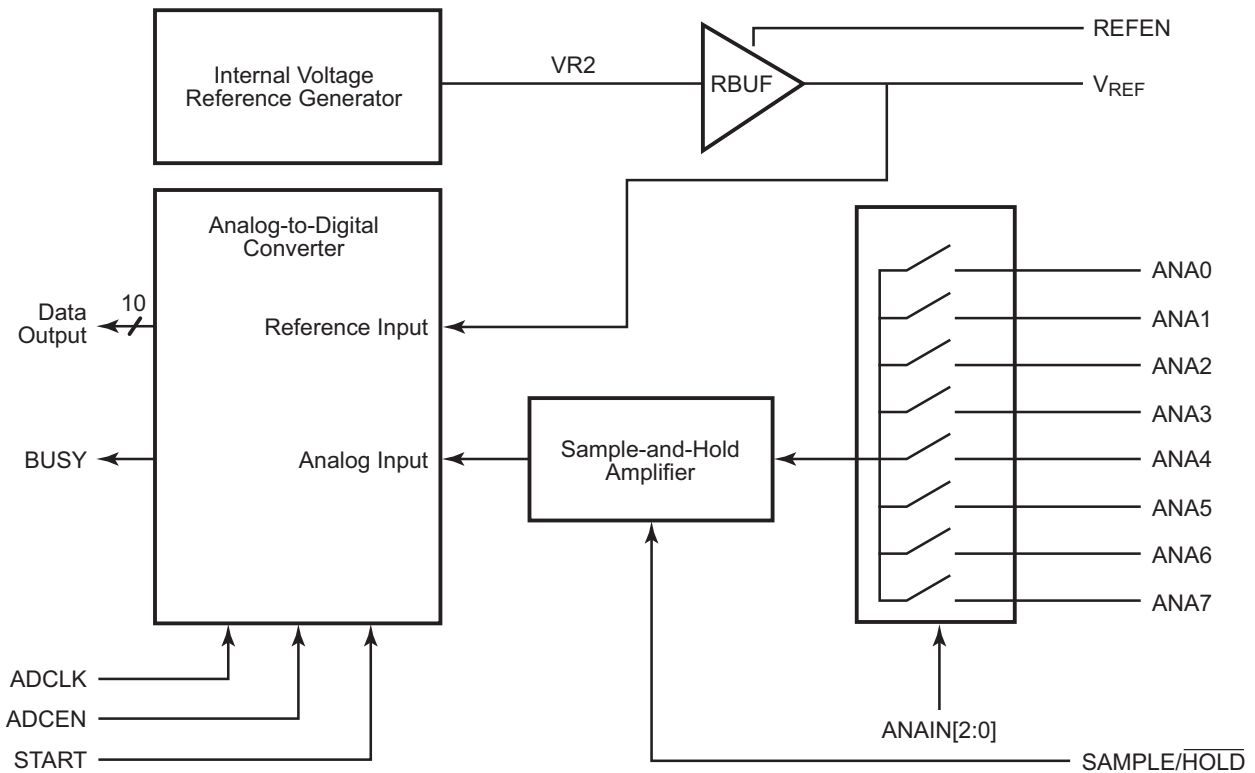 REFEN
Internal Voltage
Reference Generator
VR2
RBUF
VREF
Analog-to-Digital
Converter
10
Data
Output
Reference Input
BUSY
Analog Input
Sample-and-Hold
Amplifier
ANA0
ANA1
ANA2
ANA3
ANA4
ANA5
ANA6
ANA7
ADCLK
ADCEN
START
ANAIN[2:0]
SAMPLE/HOLD